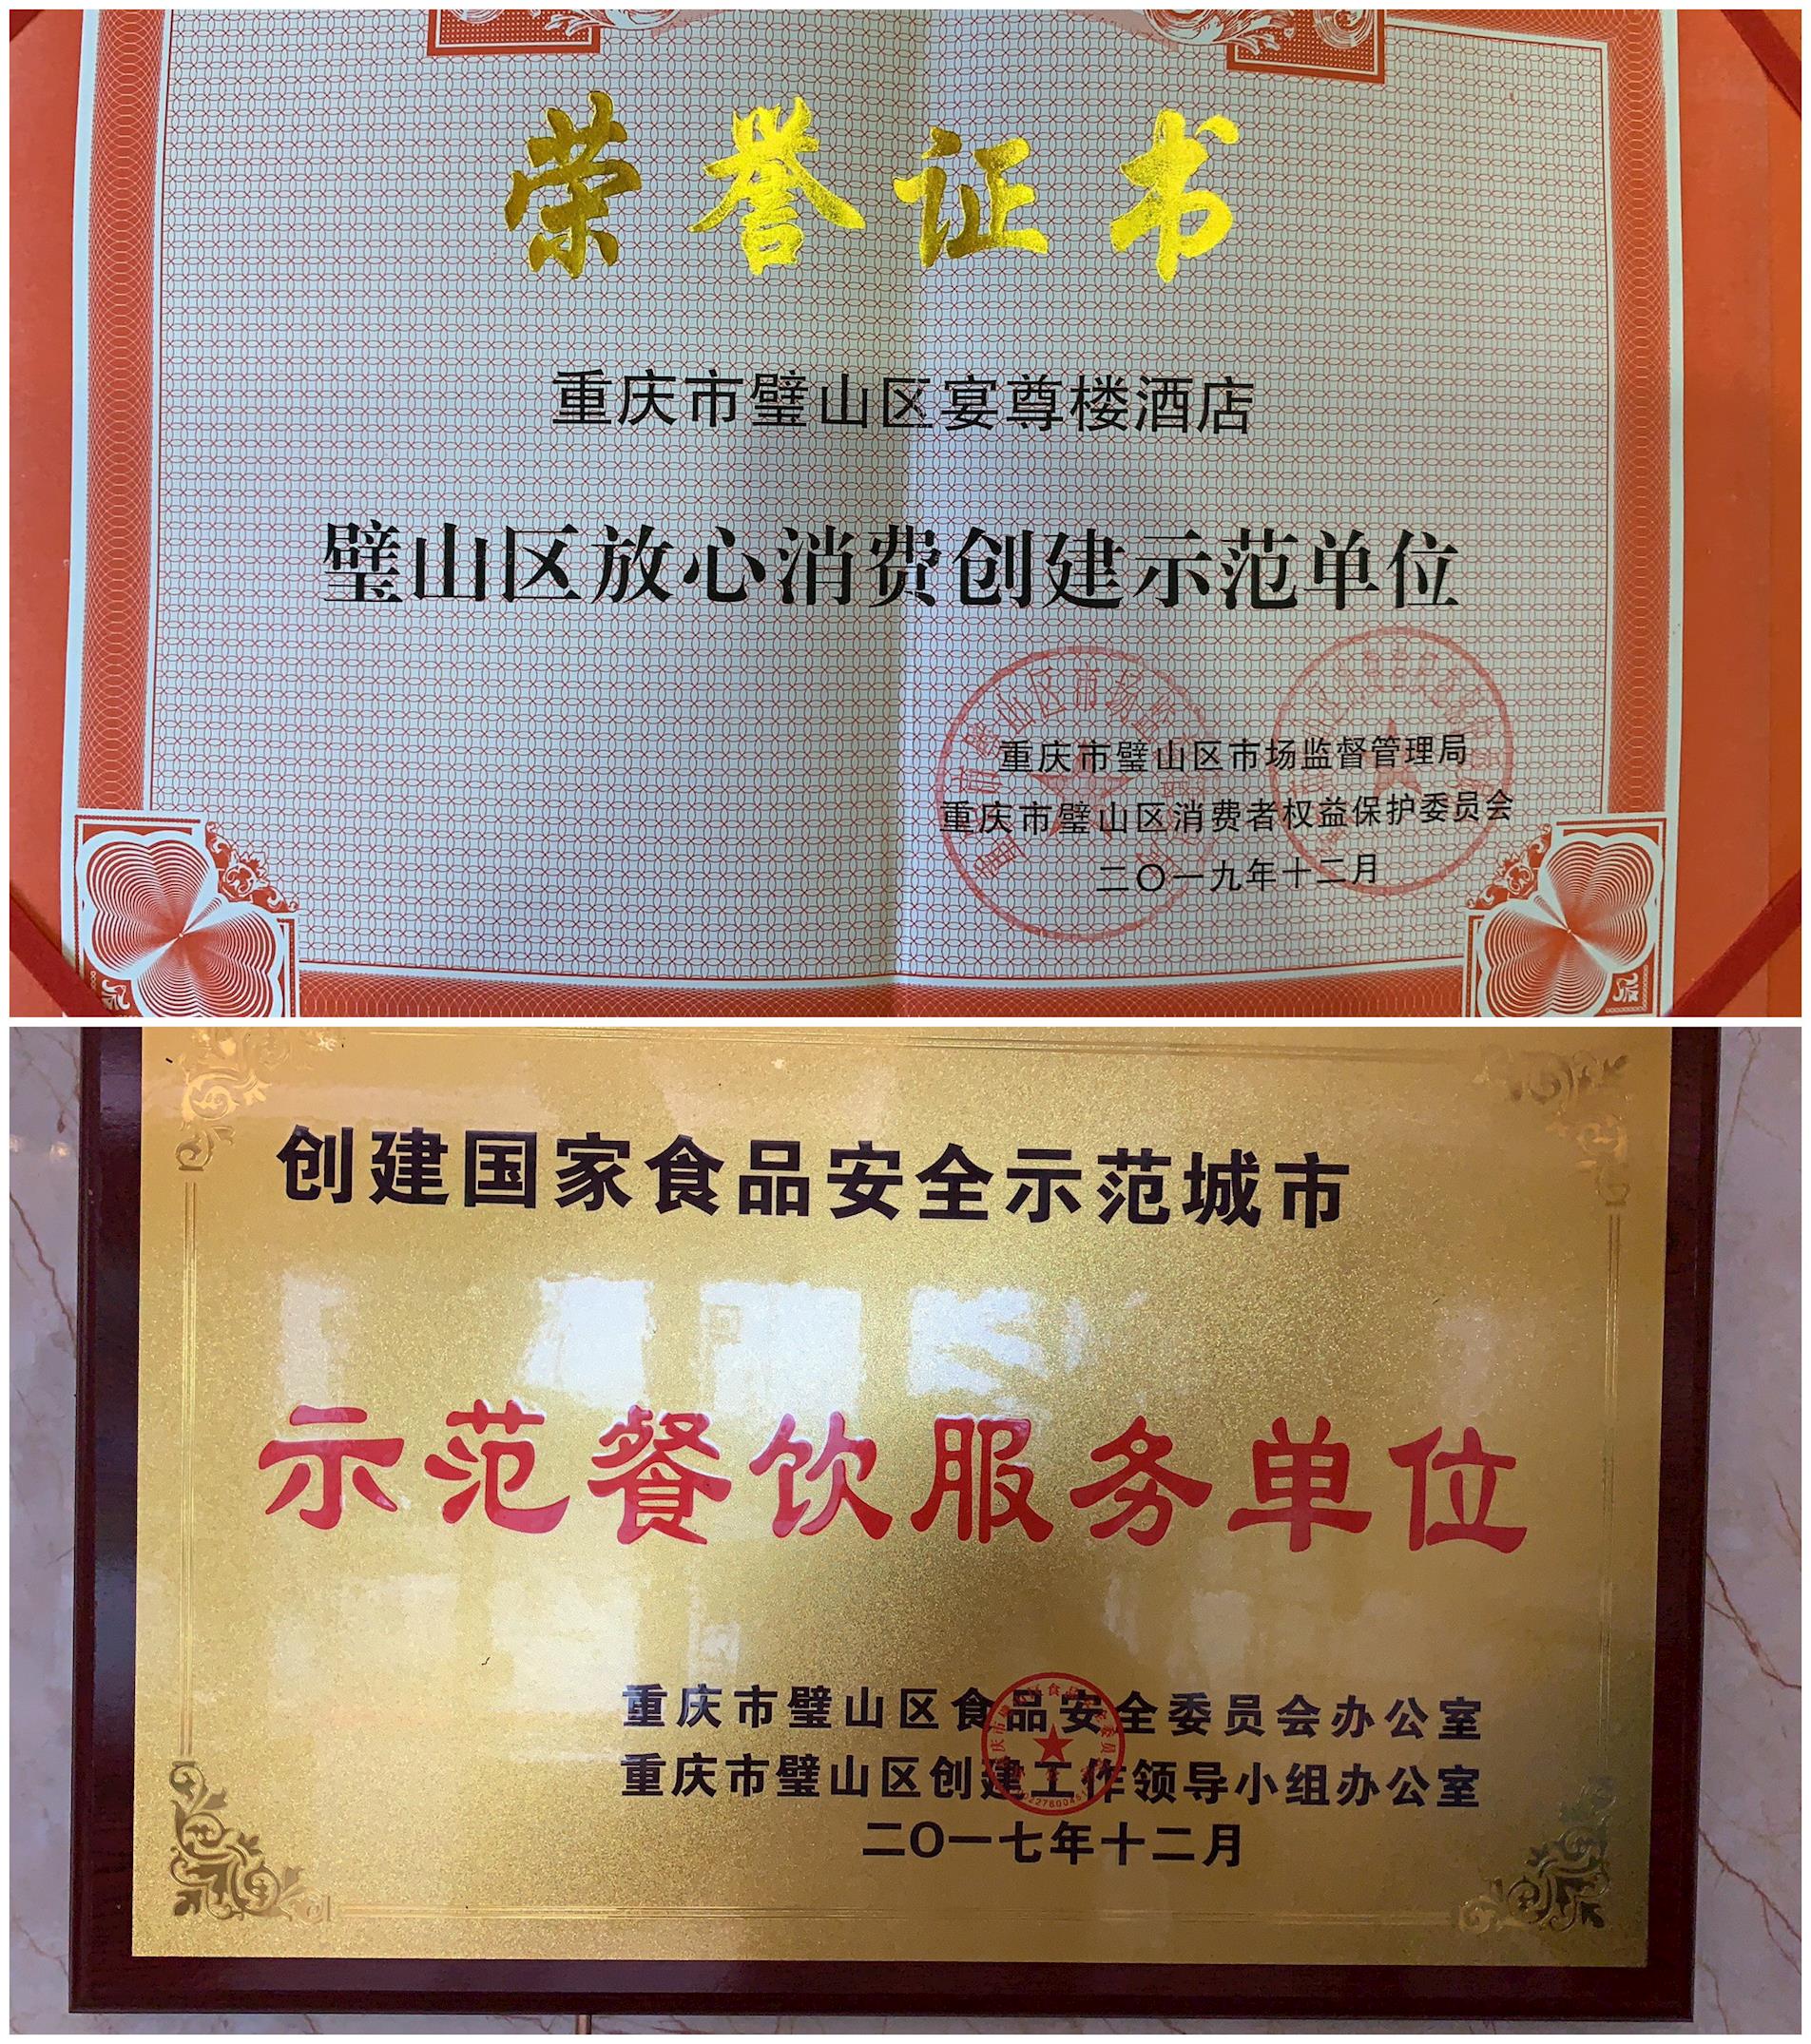 荣誉证书
重庆市璧山区宴尊楼酒店
璧山区放心消费创建示范单位
重庆市璧山区市场监督管理局
重庆市璧山区消费者权益保护委员会
二〇一九年十二月
创建国家食品安全示范城市
示范餐饮服务单位
重庆市璧山区食品安全委员会办公室
重庆市璧山区创建工作领导小组办公室
二〇一七年十二月